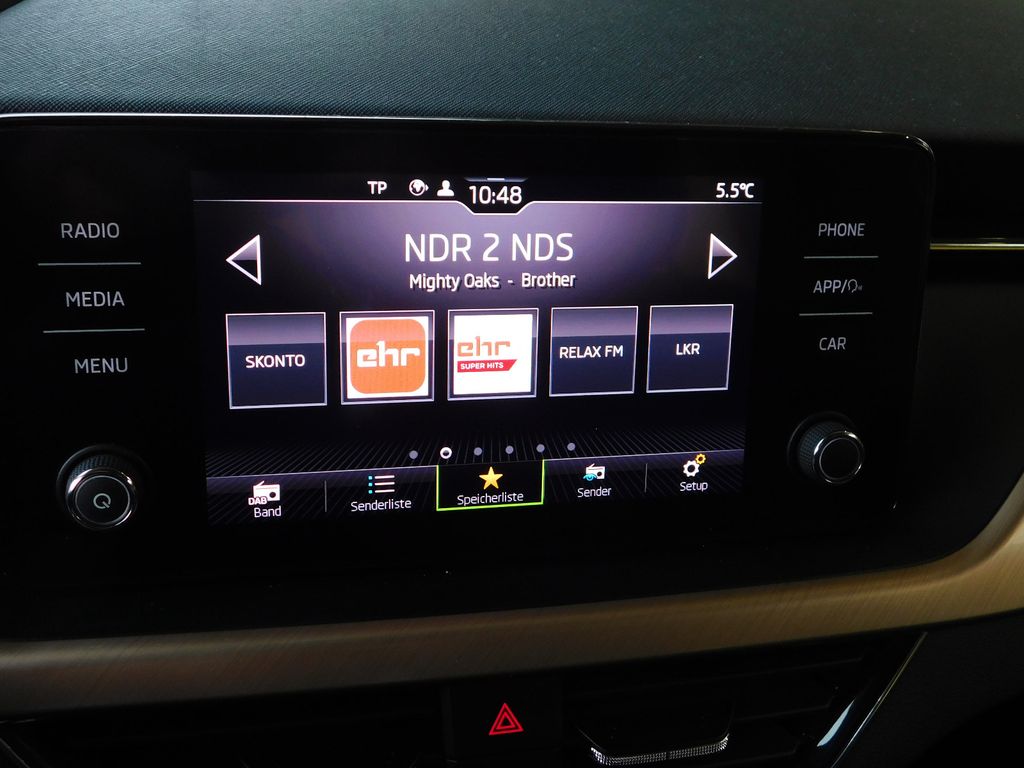 TP 10:48 5.5°C
RADIO
MEDIA
MENU
NDR 2 NDS
Mighty Oaks - Brother
SKONTO
ehr
ehr
SUPER HITS
RELAX FM
LKR
DAB
Band
Senderliste
Speicherliste
Sender
Setup
PHONE
APP/
CAR